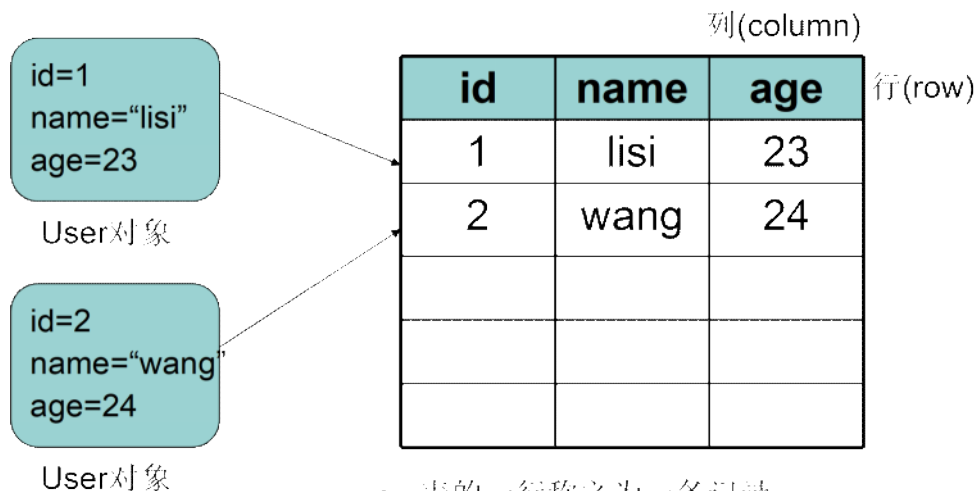 列(column)
id=1
name=“lisi”
age=23
User对象
id name age
行(row)
1 lisi 23
2 wang 24
id=2
name=“wang”
age=24
User对象